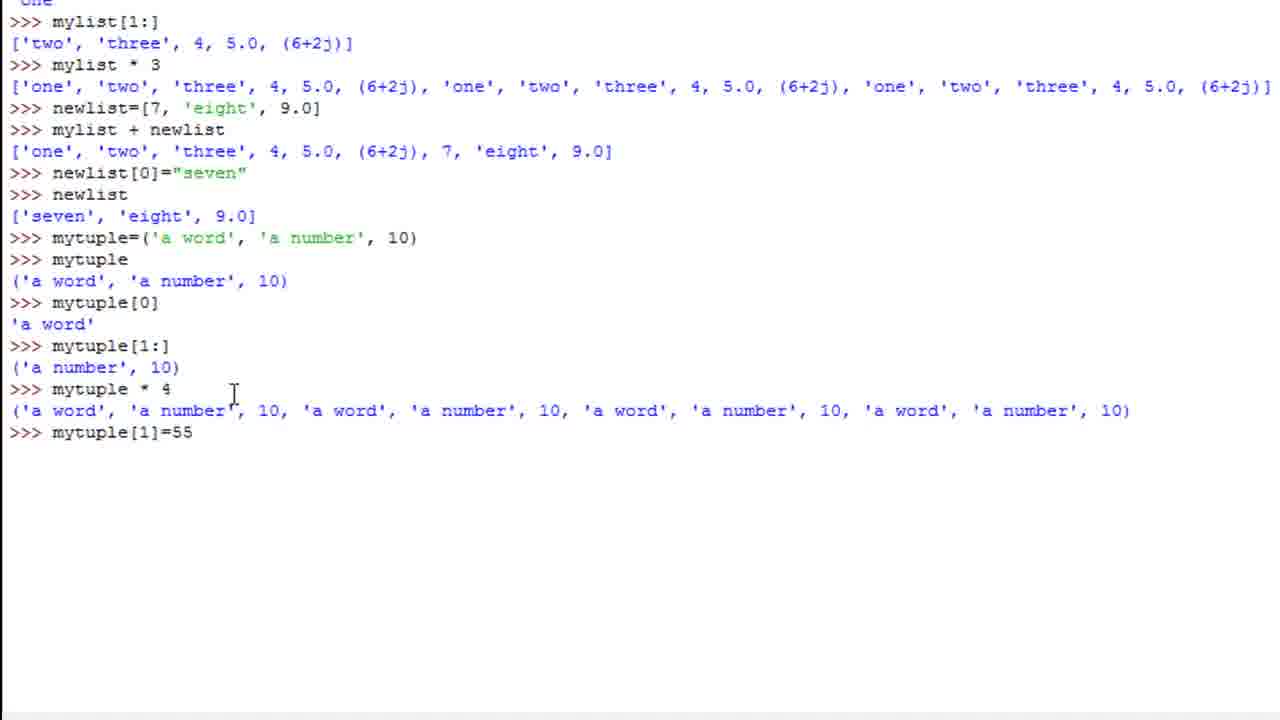 'one'
>>> mylist[1:]
['two', 'three', 4, 5.0, (6+2j)]
>>> mylist * 3
['one', 'two', 'three', 4, 5.0, (6+2j), 'one', 'two', 'three', 4, 5.0, (6+2j), 'one', 'two', 'three', 4, 5.0, (6+2j)]
>>> newlist=[7, 'eight', 9.0]
>>> mylist + newlist
['one', 'two', 'three', 4, 5.0, (6+2j), 7, 'eight', 9.0]
>>> newlist[0]="seven"
>>> newlist
['seven', 'eight', 9.0]
>>> mytuple=('a word', 'a number', 10)
>>> mytuple
('a word', 'a number', 10)
>>> mytuple[0]
'a word'
>>> mytuple[1:]
('a number', 10)
>>> mytuple * 4
('a word', 'a number', 10, 'a word', 'a number', 10, 'a word', 'a number', 10, 'a word', 'a number', 10)
>>> mytuple[1]=55